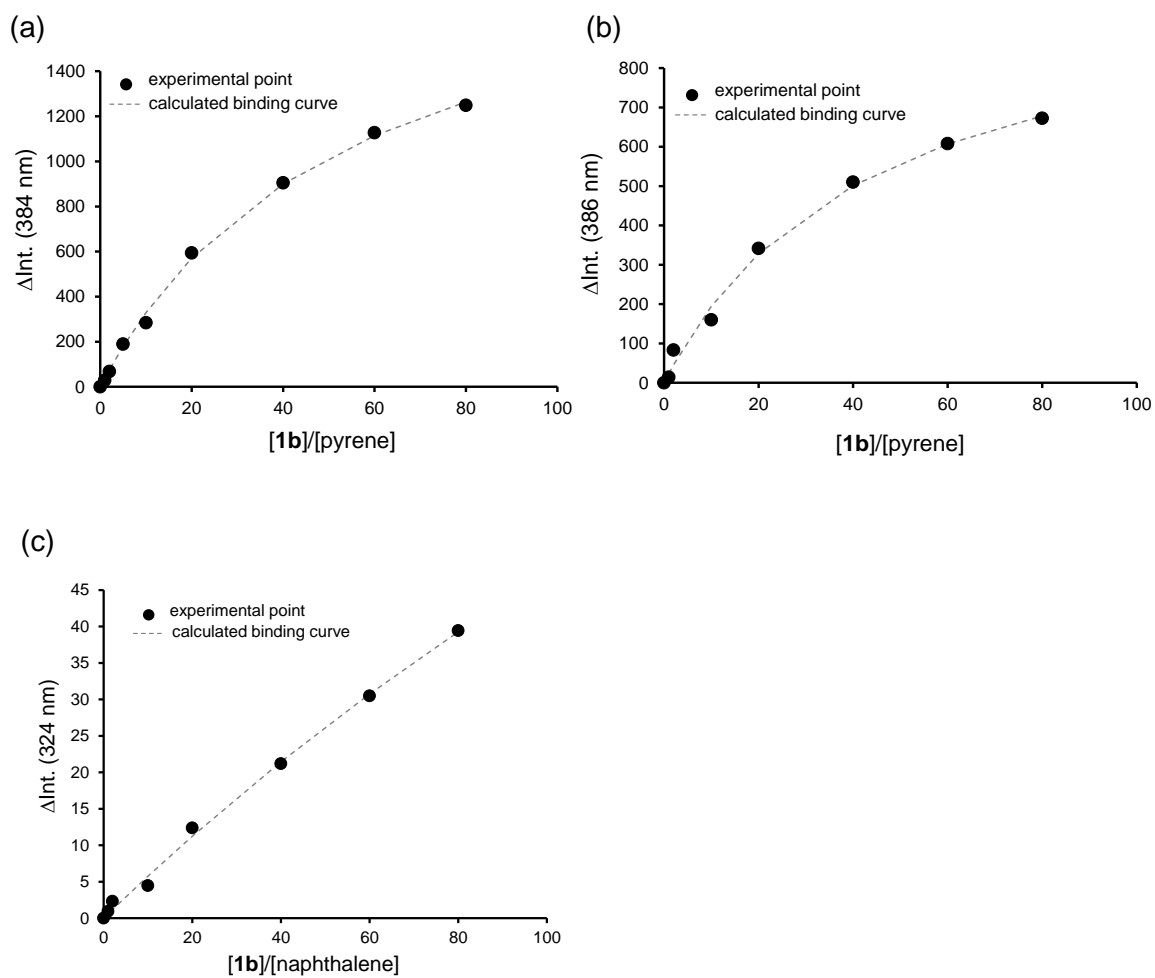 (a)
1400
1200
1000
800
600
400
200
0
experimental point
calculated binding curve
ΔInt. (384 nm)
0 20 40 60 80 100
[1b]/[pyrene]
(b)
800
700
600
500
400
300
200
100
0
experimental point
calculated binding curve
ΔInt. (386 nm)
0 20 40 60 80 100
[1b]/[pyrene]
(c)
45
40
35
30
25
20
15
10
5
0
experimental point
calculated binding curve
ΔInt. (324 nm)
0 20 40 60 80 100
[1b]/[naphthalene]